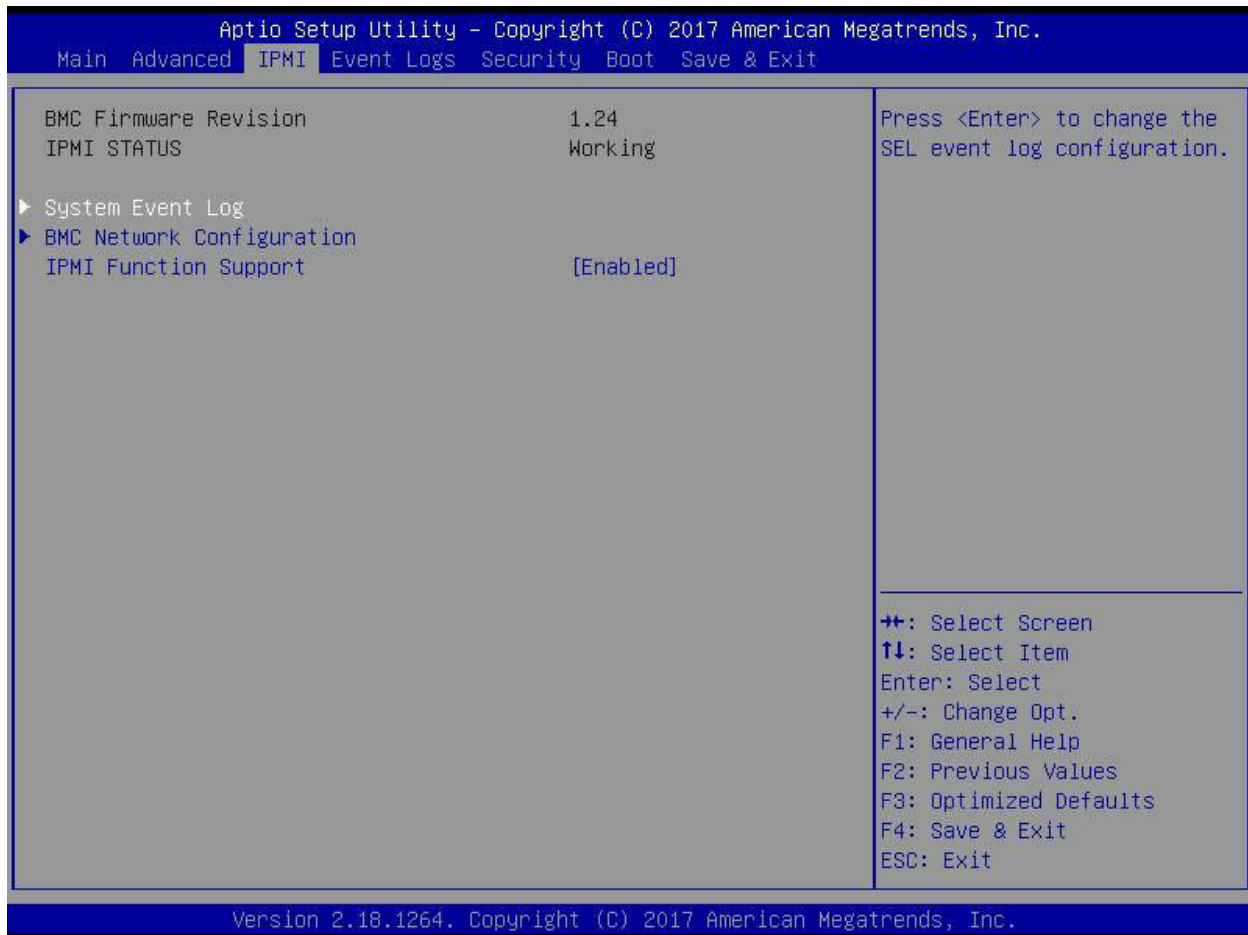 Aptio Setup Utility – Copyright (C) 2017 American Megatrends, Inc.
Main Advanced IPMI Event Logs Security Boot Save & Exit
BMC Firmware Revision 1.24
IPMI STATUS Working
System Event Log
BMC Network Configuration
IPMI Function Support [Enabled]
Press <Enter> to change the
SEL event log configuration.
→←: Select Screen
↑↓: Select Item
Enter: Select
+/-: Change Opt.
F1: General Help
F2: Previous Values
F3: Optimized Defaults
F4: Save & Exit
ESC: Exit
Version 2.18.1264. Copyright (C) 2017 American Megatrends, Inc.